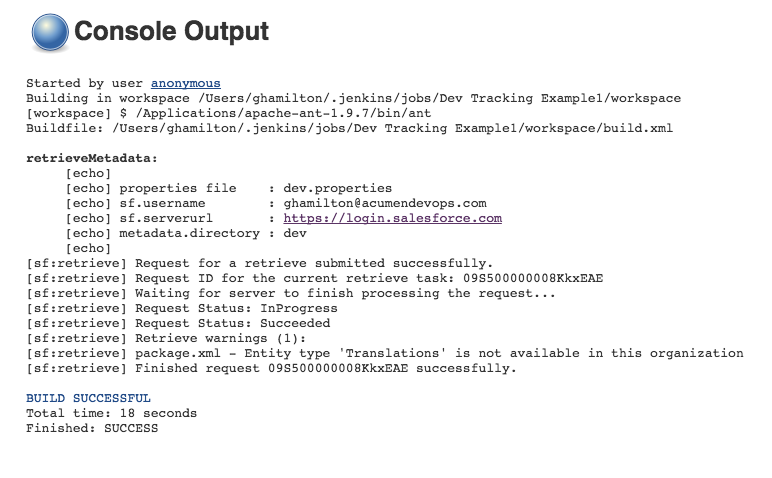 Console Output
Started by user anonymous
Building in workspace /Users/ghamilton/.jenkins/jobs/Dev Tracking Example1/workspace
[workspace] $ /Applications/apache-ant-1.9.7/bin/ant
Buildfile: /Users/ghamilton/.jenkins/jobs/Dev Tracking Example1/workspace/build.xml
retrieveMetadata:
[echo]
[echo] properties file    : dev.properties
[echo] sf.username        : ghamilton@acumendevops.com
[echo] sf.serverurl       : https://login.salesforce.com
[echo] metadata.directory : dev
[echo]
[sf:retrieve] Request for a retrieve submitted successfully.
[sf:retrieve] Request ID for the current retrieve task: 09S500000008KkxEAE
[sf:retrieve] Waiting for server to finish processing the request...
[sf:retrieve] Request Status: InProgress
[sf:retrieve] Request Status: Succeeded
[sf:retrieve] Retrieve warnings (1):
[sf:retrieve] package.xml - Entity type 'Translations' is not available in this organization
[sf:retrieve] Finished request 09S500000008KkxEAE successfully.
BUILD SUCCESSFUL
Total time: 18 seconds
Finished: SUCCESS